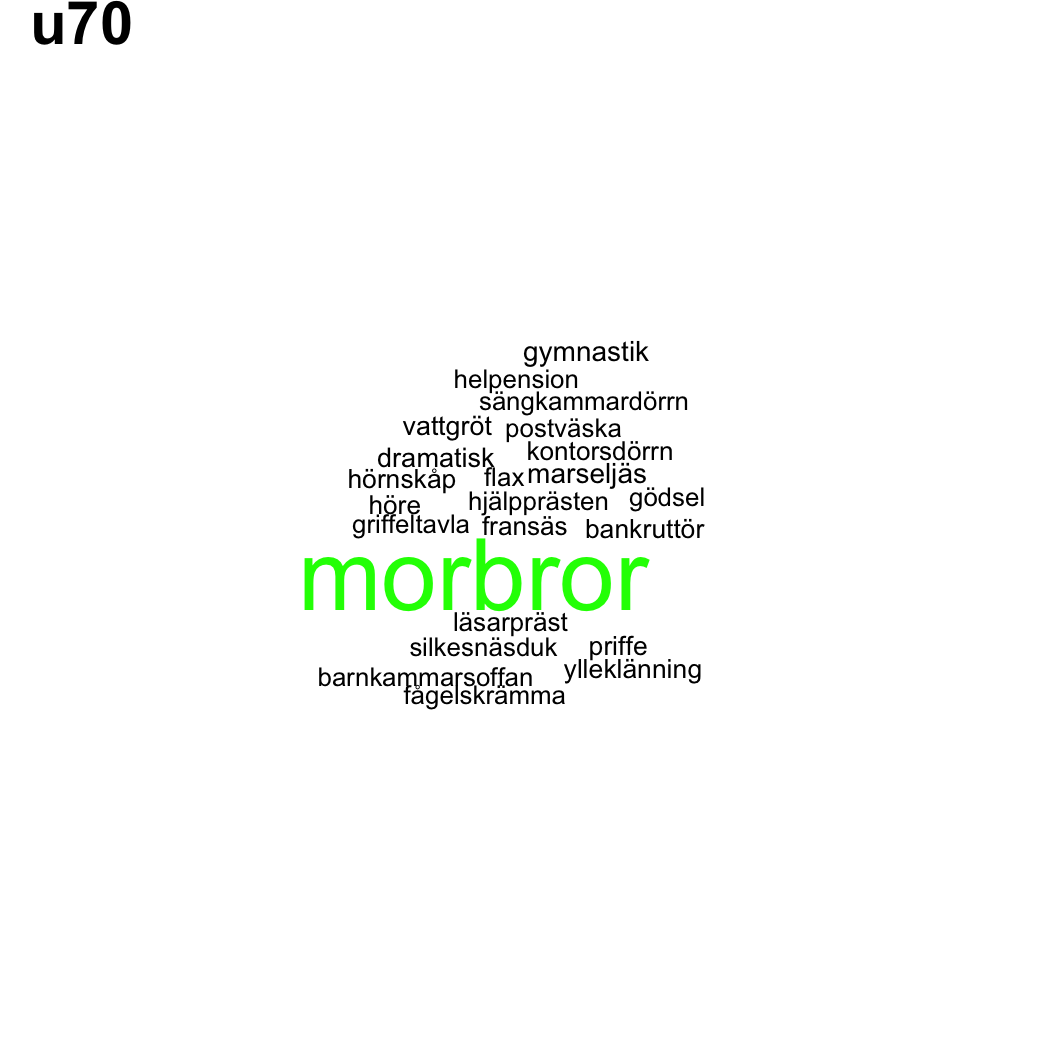 u70
gymnastik
helpension
sängkammardörrn
vattgröt postväska
kontorsdörrn
dramatisk
flax marseljäs
hörnskåp
hjälpprästen gödsel
höre
griffeltavla fransäs bankruttör
morbror
läsarpräst
silkesnäsduk priffe
ylleklänning
barnkammarsoffan
fågelskrämma